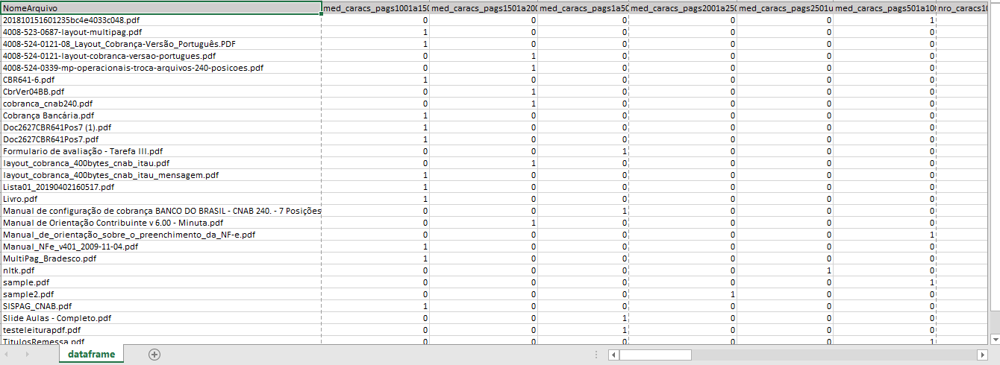 NomeArquivo med_caracs_pags1001a150 med_caracs_pags1501a200 med_caracs_pags1a50 med_caracs_pags2001a250 med_caracs_pags2501u med_caracs_pags501a100 nro_caracs10
201810151601235bc4e4033c048.pdf 0 0 0 0 0 1
4008-523-0687-layout-multipag.pdf 1 0 0 0 0 0
4008-524-0121-08_Layout_Cobrança-Versão_Português.PDF 1 0 0 0 0 0
4008-524-0121-layout-cobranca-versao-portugues.pdf 0 1 0 0 0 0
4008-524-0339-mp-operacionais-troca-arquivos-240-posicoes.pdf 0 1 0 0 0 0
CBR641-6.pdf 1 0 0 0 0 0
CbrVer04BB.pdf 0 1 0 0 0 0
cobranca_cnab240.pdf 0 1 0 0 0 0
Cobrança Bancária.pdf 1 0 0 0 0 0
Doc2627CBR641Pos7 (1).pdf 1 0 0 0 0 0
Doc2627CBR641Pos7.pdf 1 0 0 0 0 0
Formulario de avaliação - Tarefa III.pdf 0 0 1 0 0 0
layout_cobranca_400bytes_cnab_itau.pdf 0 1 0 0 0 0
layout_cobranca_400bytes_cnab_itau_mensagem.pdf 1 0 0 0 0 0
Lista01_20190402160517.pdf 1 0 0 0 0 0
Livro.pdf 1 0 0 0 0 0
Manual de configuração de cobrança BANCO DO BRASIL - CNAB 240. - 7 Posições 0 0 1 0 0 0
Manual de Orientação Contribuinte v 6.00 - Minuta.pdf 0 1 0 0 0 0
Manual_de_orientação_sobre_o_preenchimento_da_NF-e.pdf 0 0 0 0 0 1
Manual_NFe_v401_2009-11-04.pdf 1 0 0 0 0 0
MultiPag_Bradesco.pdf 1 0 0 0 0 0
nltk.pdf 0 0 0 0 1 0
sample.pdf 0 0 0 0 0 1
sample2.pdf 0 0 0 1 0 0
SISPAG_CNAB.pdf 1 0 0 0 0 0
Slide Aulas - Completo.pdf 0 0 1 0 0 0
testeleiturapdf.pdf 0 0 1 0 0 0
TitulosRemessa.pdf 0 0 0 0 0 1
dataframe